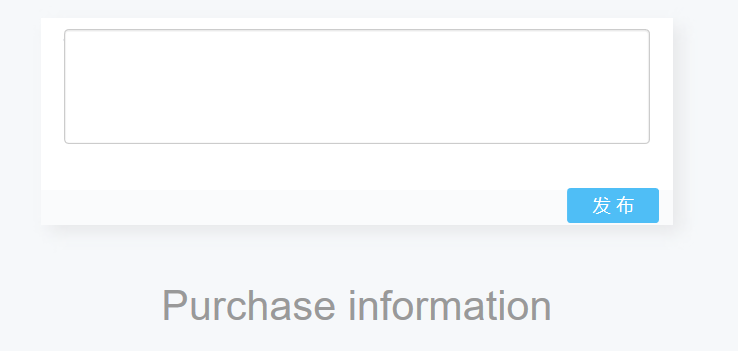 发 布
Purchase information